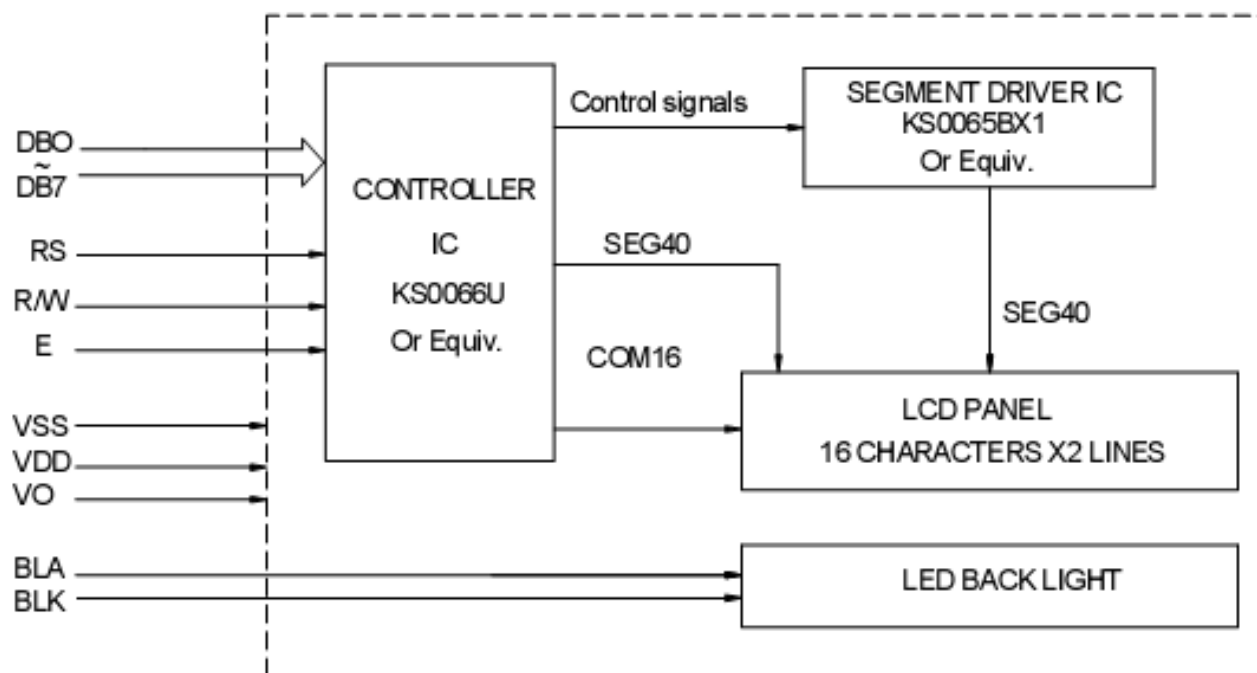 DBO
~
DB7
RS
R/W
E
VSS
VDD
VO
BLA
BLK
CONTROLLER
IC
KS0066U
Or Equiv.
Control signals
SEG40
COM16
SEGMENT DRIVER IC
KS0065BX1
Or Equiv.
SEG40
LCD PANEL
16 CHARACTERS X2 LINES
LED BACK LIGHT